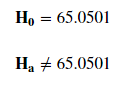 H₀ = 65.0501
Hₐ ≠ 65.0501